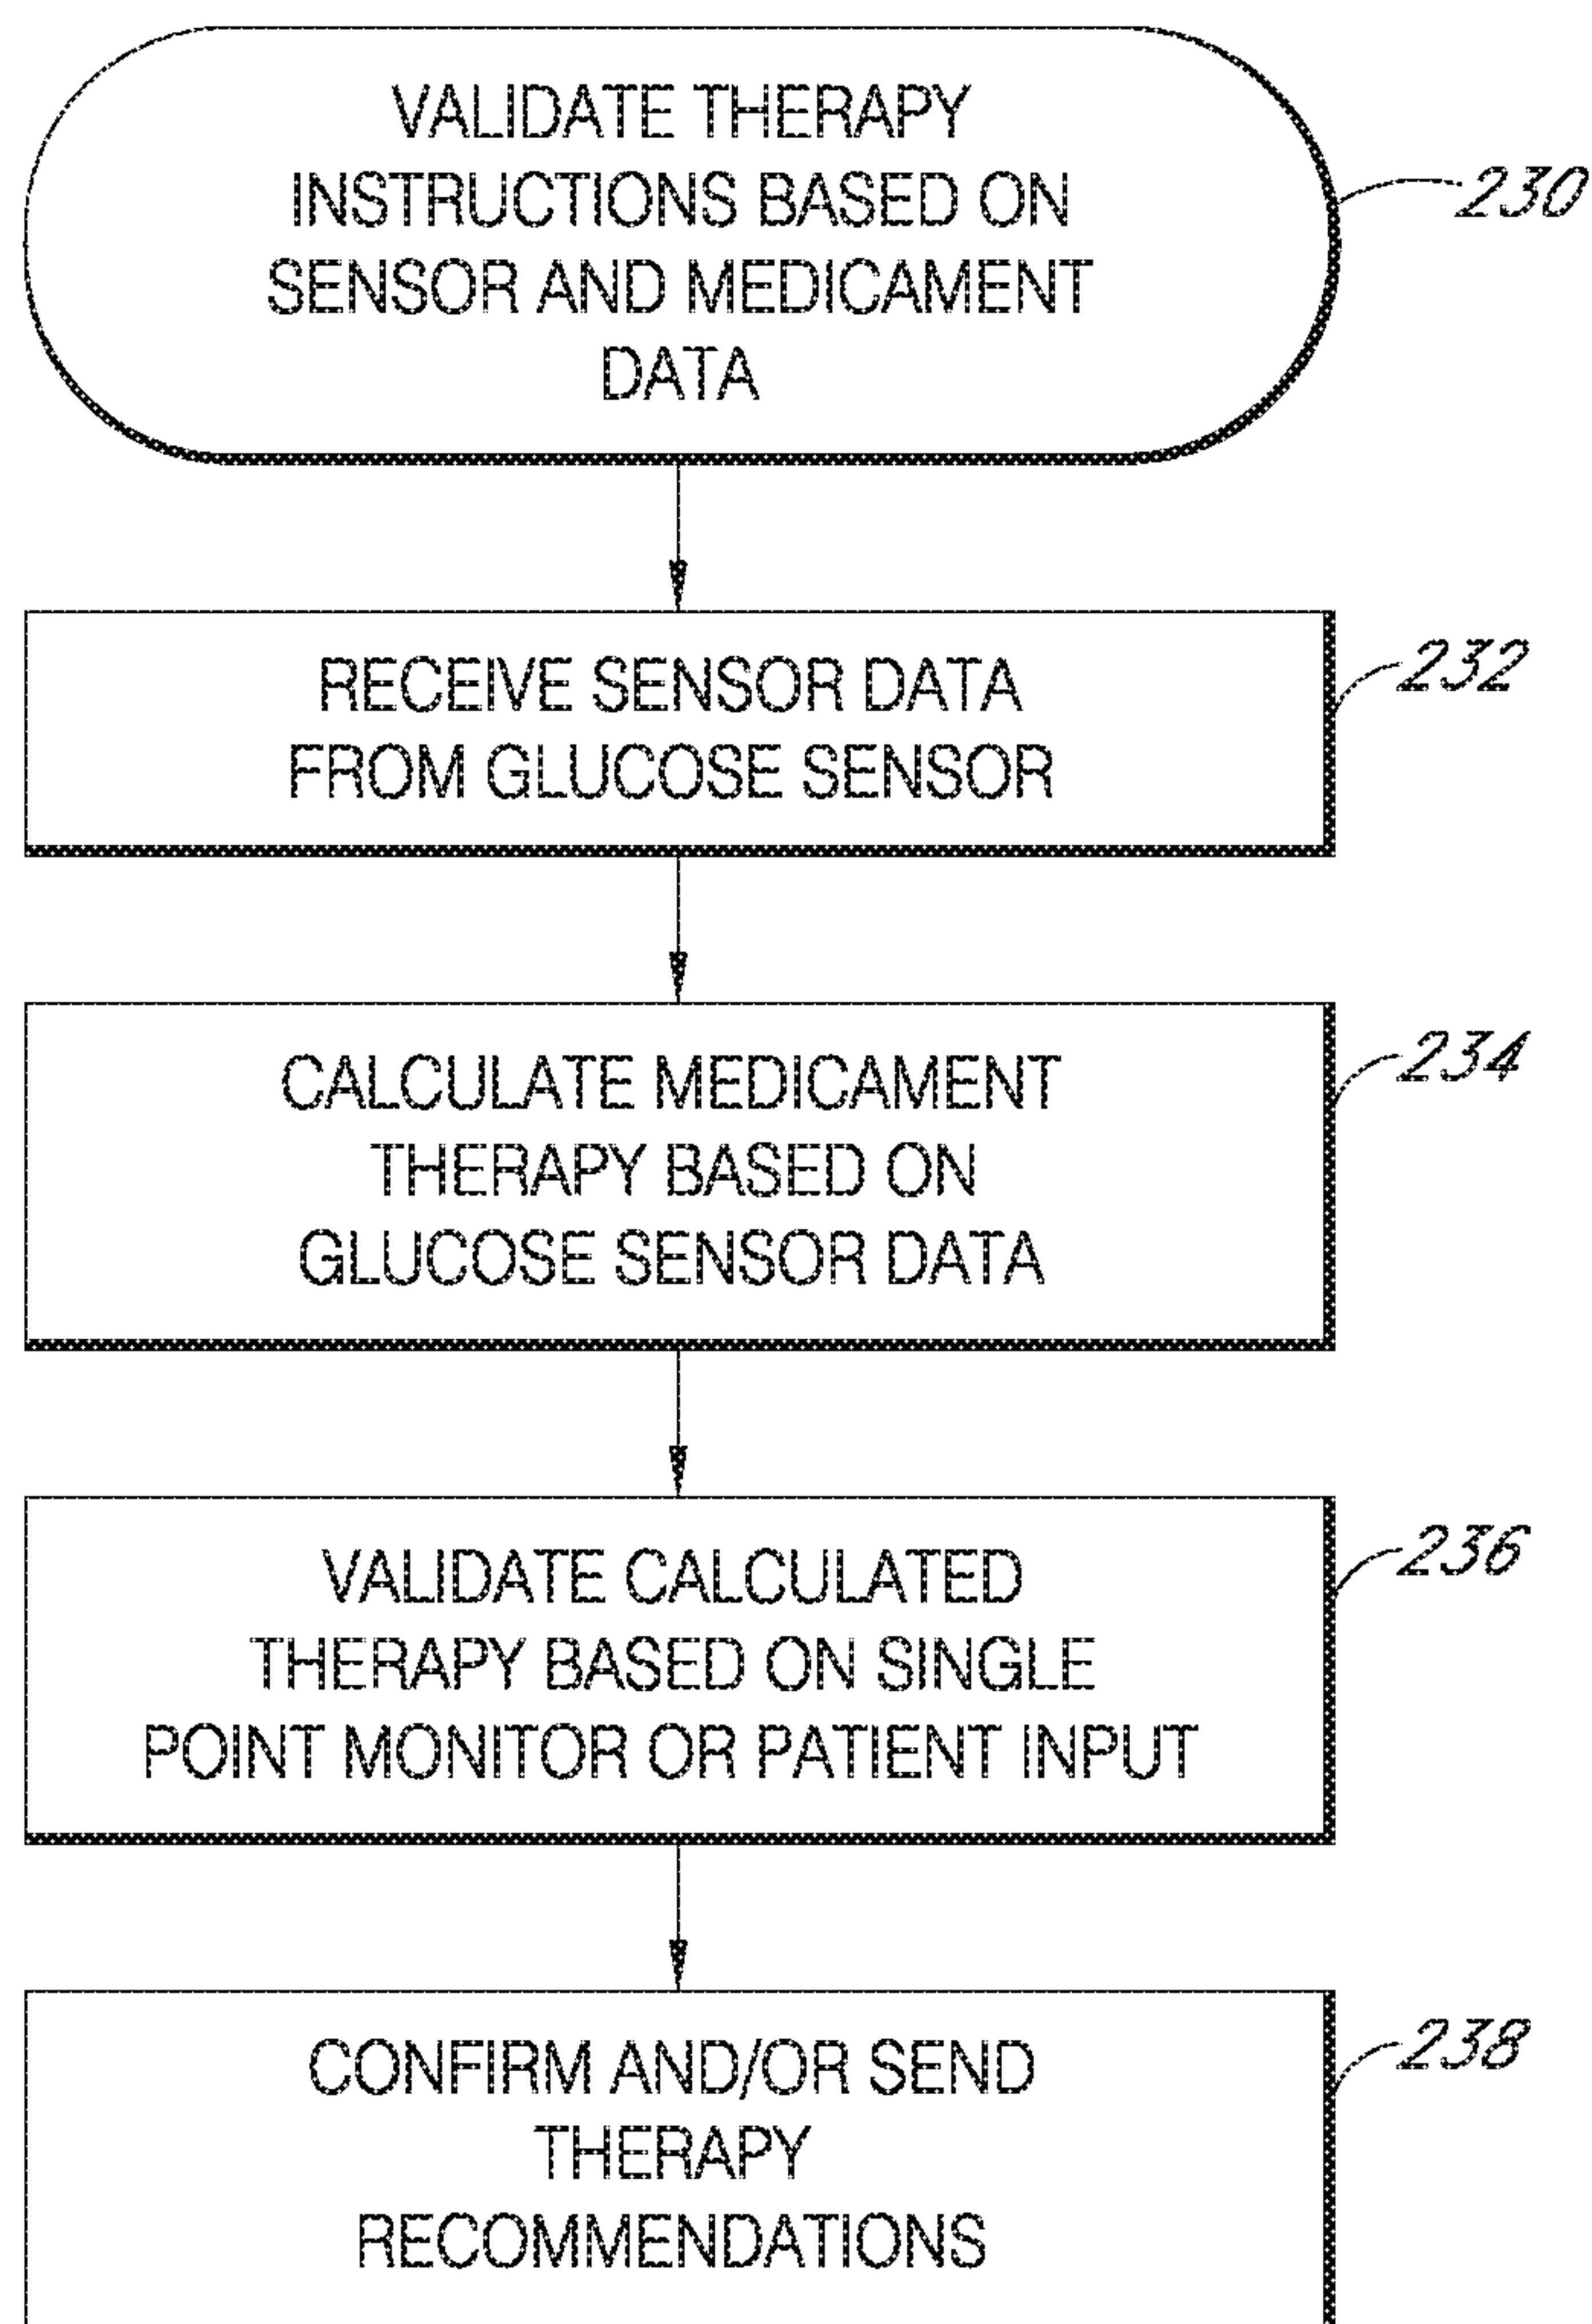 VALIDATE THERAPY
INSTRUCTIONS BASED ON
SENSOR AND MEDICAMENT
DATA
230
RECEIVE SENSOR DATA
FROM GLUCOSE SENSOR
232
CALCULATE MEDICAMENT
THERAPY BASED ON
GLUCOSE SENSOR DATA
234
VALIDATE CALCULATED
THERAPY BASED ON SINGLE
POINT MONITOR OR PATIENT INPUT
236
CONFIRM AND/OR SEND
THERAPY
RECOMMENDATIONS
238